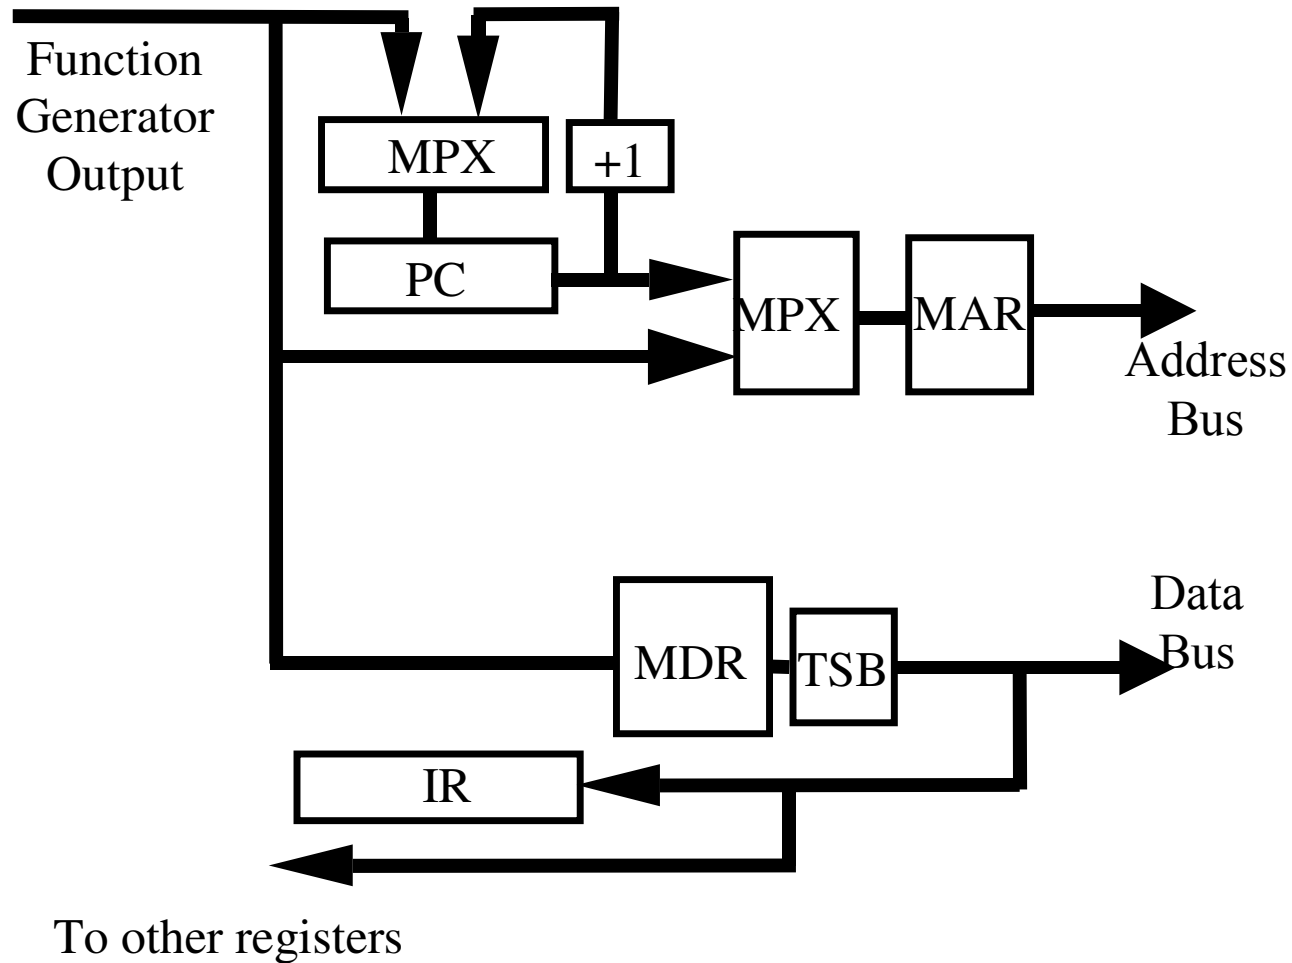 Function
Generator
Output
MPX
+1
PC
MPX
MAR
Address
Bus
Data
Bus
MDR
TSB
IR
To other registers